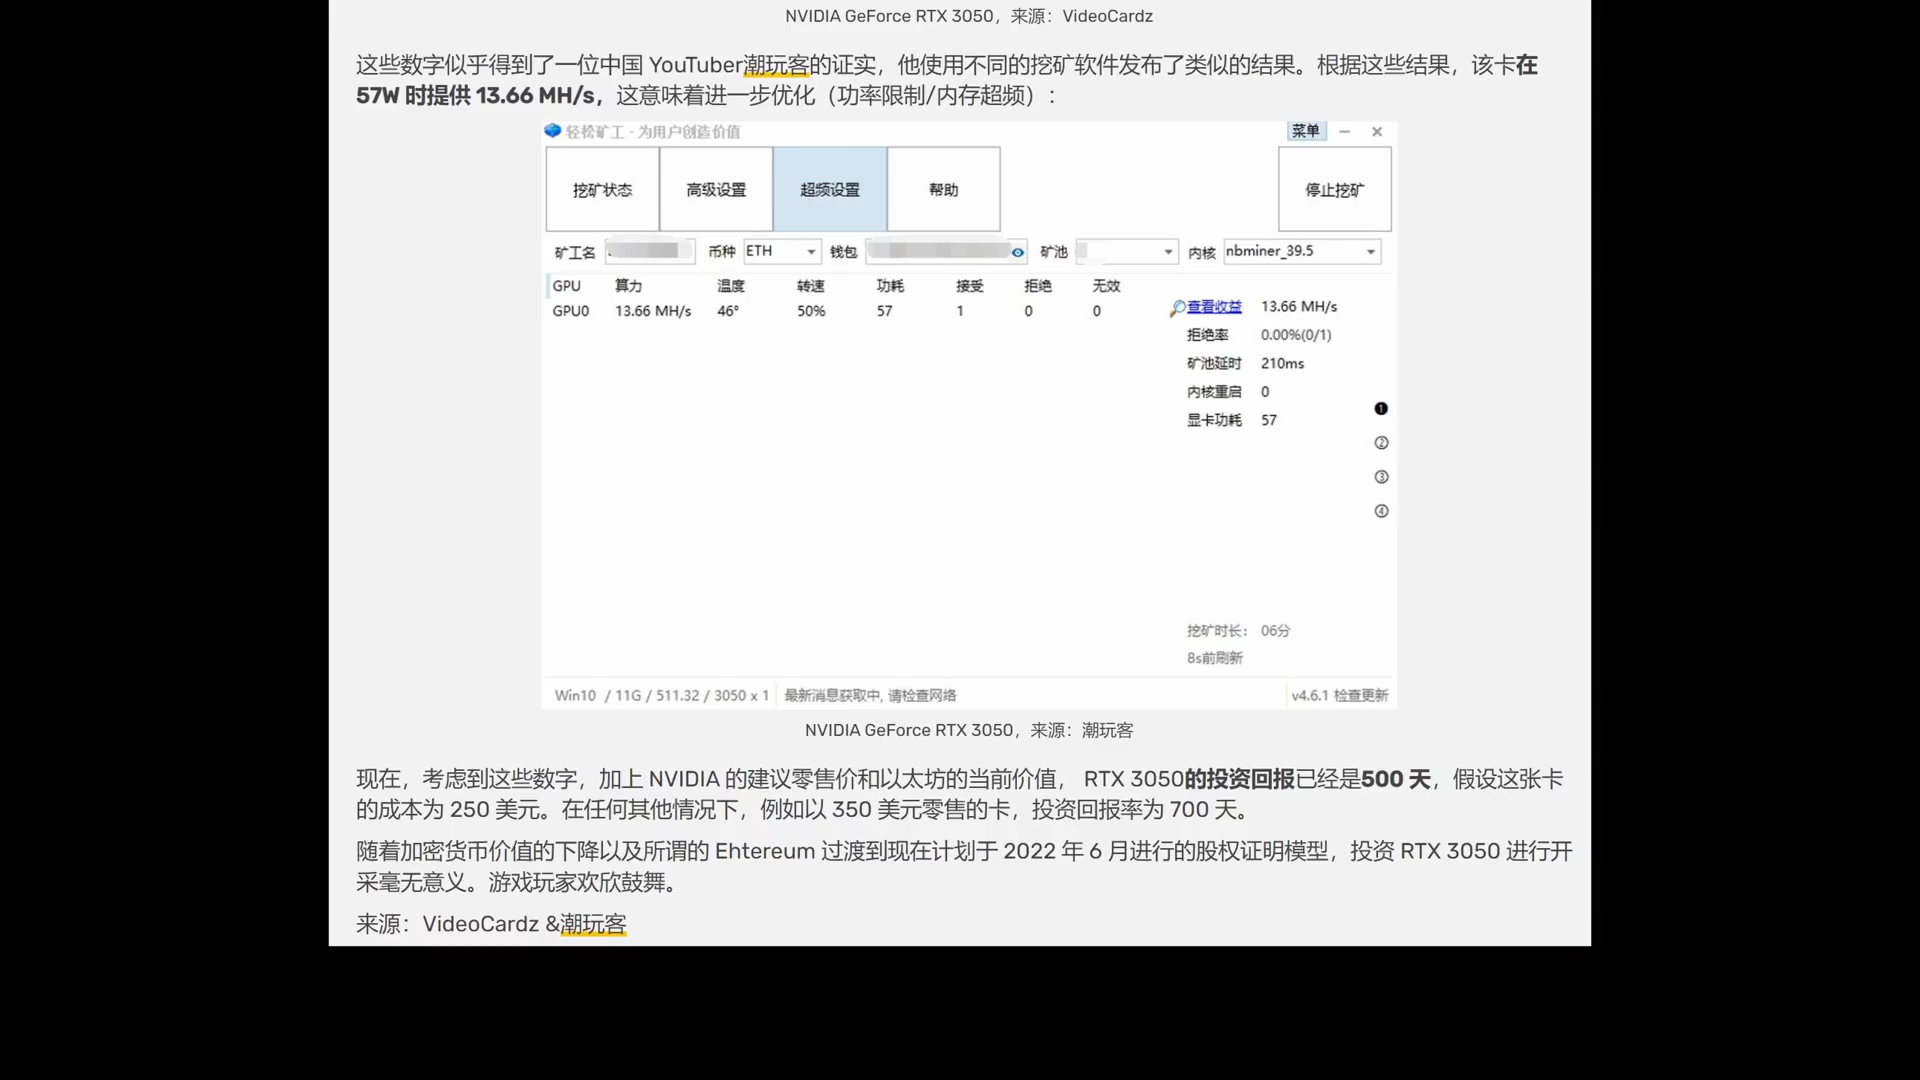 NVIDIA GeForce RTX 3050，来源：VideoCardz
这些数字似乎得到了一位中国 YouTuber潮玩客的证实，他使用不同的挖矿软件发布了类似的结果。根据这些结果，该卡在
57W 时提供 13.66 MH/s，这意味着进一步优化（功率限制/内存超频）：
轻松矿工 - 为用户创造价值 菜单
挖矿状态 高级设置 超频设置 帮助 停止挖矿
矿工名 币种 ETH 钱包 矿池 内核 nbminer_39.5
GPU 算力 温度 转速 功耗 接受 拒绝 无效
GPU0 13.66 MH/s 46° 50% 57 1 0 0
查看收益 13.66 MH/s
拒绝率 0.00%(0/1)
矿池延时 210ms
内核重启 0
显卡功耗 57
❶
②
③
④
挖矿时长： 06分
8s前刷新
Win10 / 11G / 511.32 / 3050 x 1 最新消息获取中, 请检查网络 v4.6.1 检查更新
NVIDIA GeForce RTX 3050，来源：潮玩客
现在，考虑到这些数字，加上 NVIDIA 的建议零售价和以太坊的当前价值， RTX 3050的投资回报已经是500 天，假设这张卡
的成本为 250 美元。在任何其他情况下，例如以 350 美元零售的卡，投资回报率为 700 天。
随着加密货币价值的下降以及所谓的 Ehtereum 过渡到现在计划于 2022 年 6 月进行的股权证明模型，投资 RTX 3050 进行开
采毫无意义。游戏玩家欢欣鼓舞。
来源：VideoCardz &潮玩客